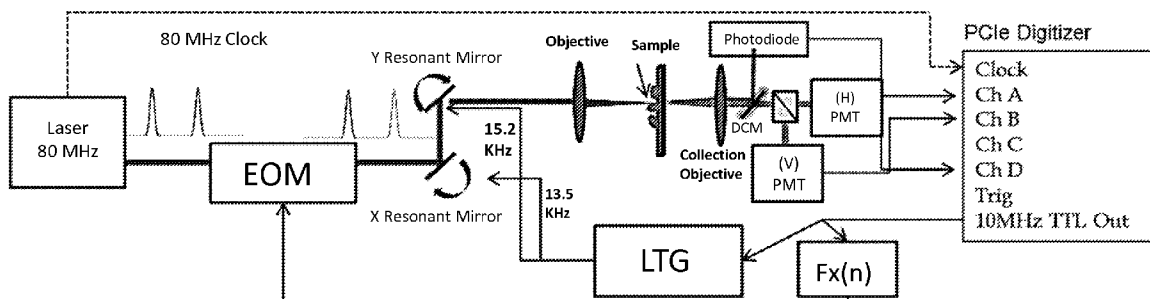 80 MHz Clock
Y Resonant Mirror
Objective
Sample
Photodiode
PCIe Digitizer
Clock
Ch A
Ch B
Ch C
Ch D
Trig
10MHz TTL Out
Laser
80 MHz
EOM
15.2
KHz
13.5
KHz
X Resonant Mirror
DCM
Collection
Objective
(H)
PMT
(V)
PMT
LTG
Fx(n)